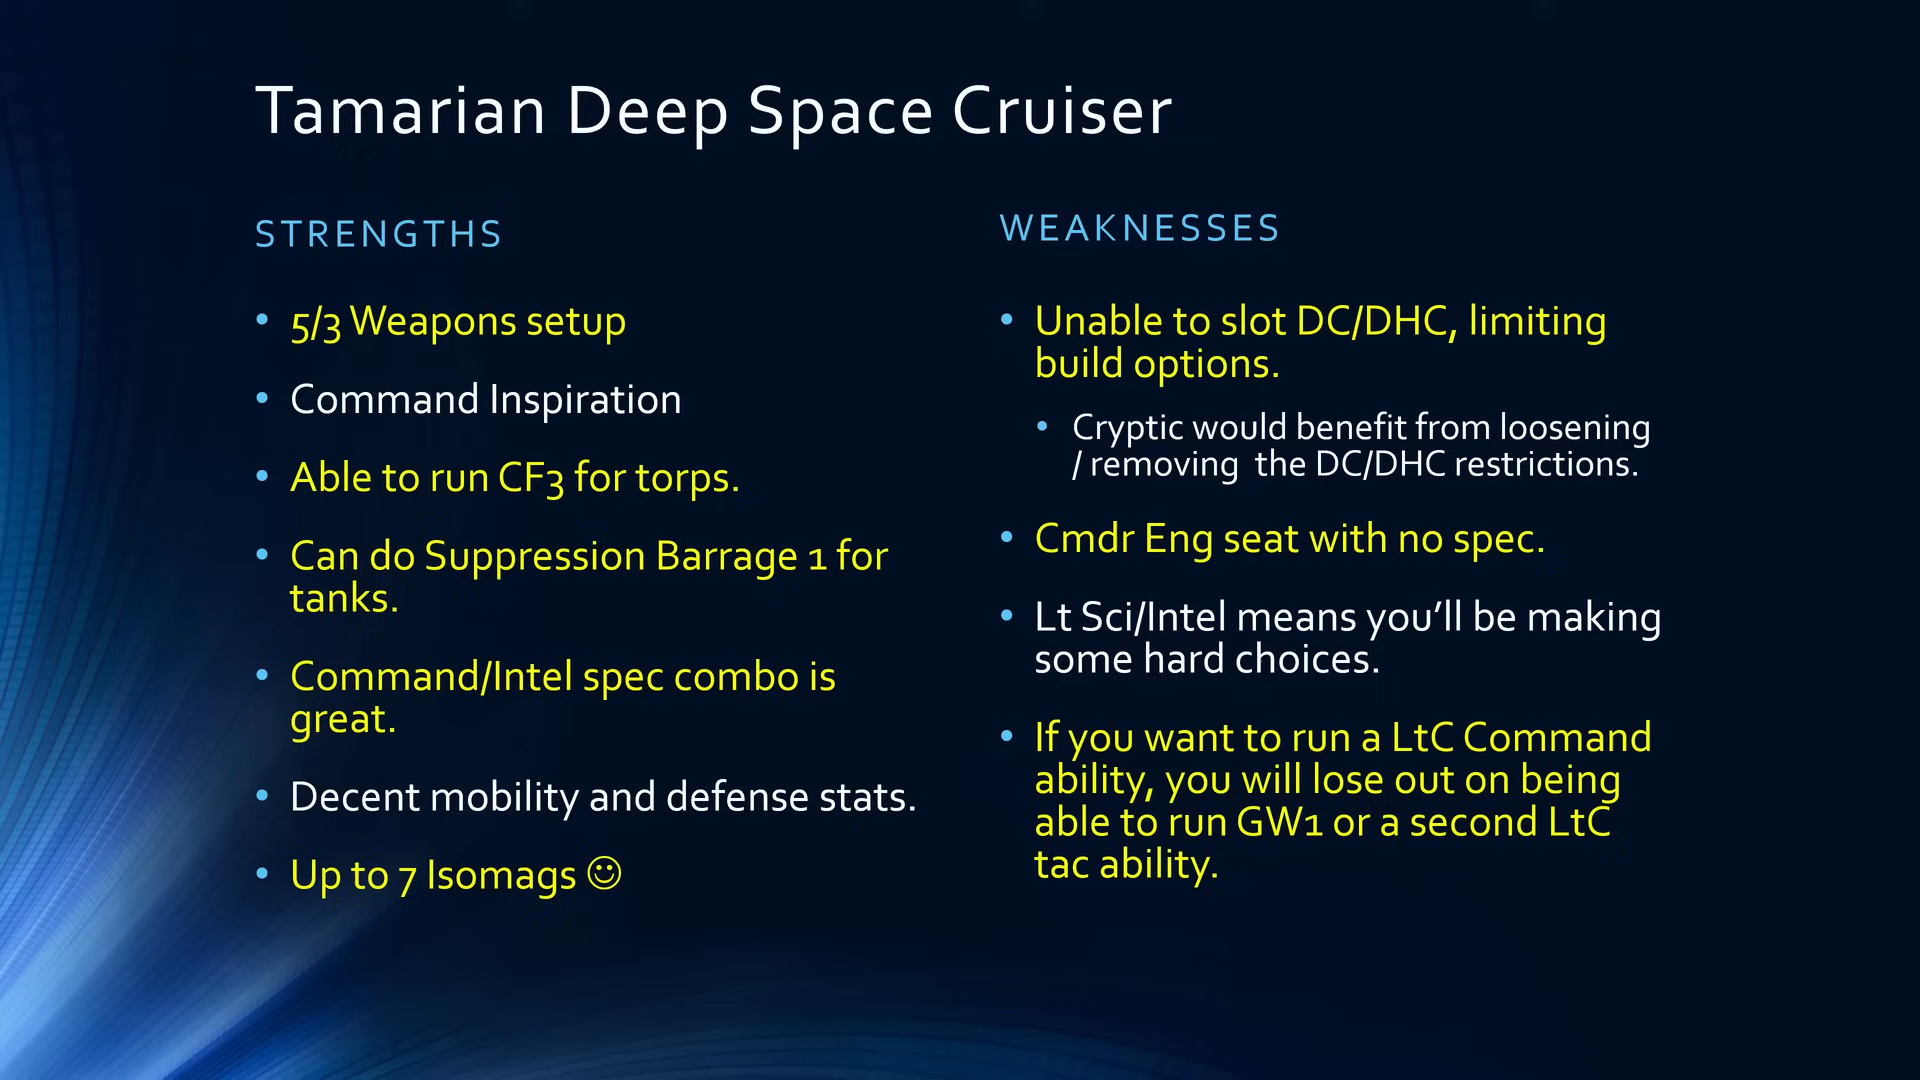 Tamarian Deep Space Cruiser
STRENGTHS
• 5/3 Weapons setup
• Command Inspiration
• Able to run CF3 for torps.
• Can do Suppression Barrage 1 for
tanks.
• Command/Intel spec combo is
great.
• Decent mobility and defense stats.
• Up to 7 Isomags ☺
WEAKNESSES
• Unable to slot DC/DHC, limiting
build options.
• Cryptic would benefit from loosening
/ removing  the DC/DHC restrictions.
• Cmdr Eng seat with no spec.
• Lt Sci/Intel means you’ll be making
some hard choices.
• If you want to run a LtC Command
ability, you will lose out on being
able to run GW1 or a second LtC
tac ability.